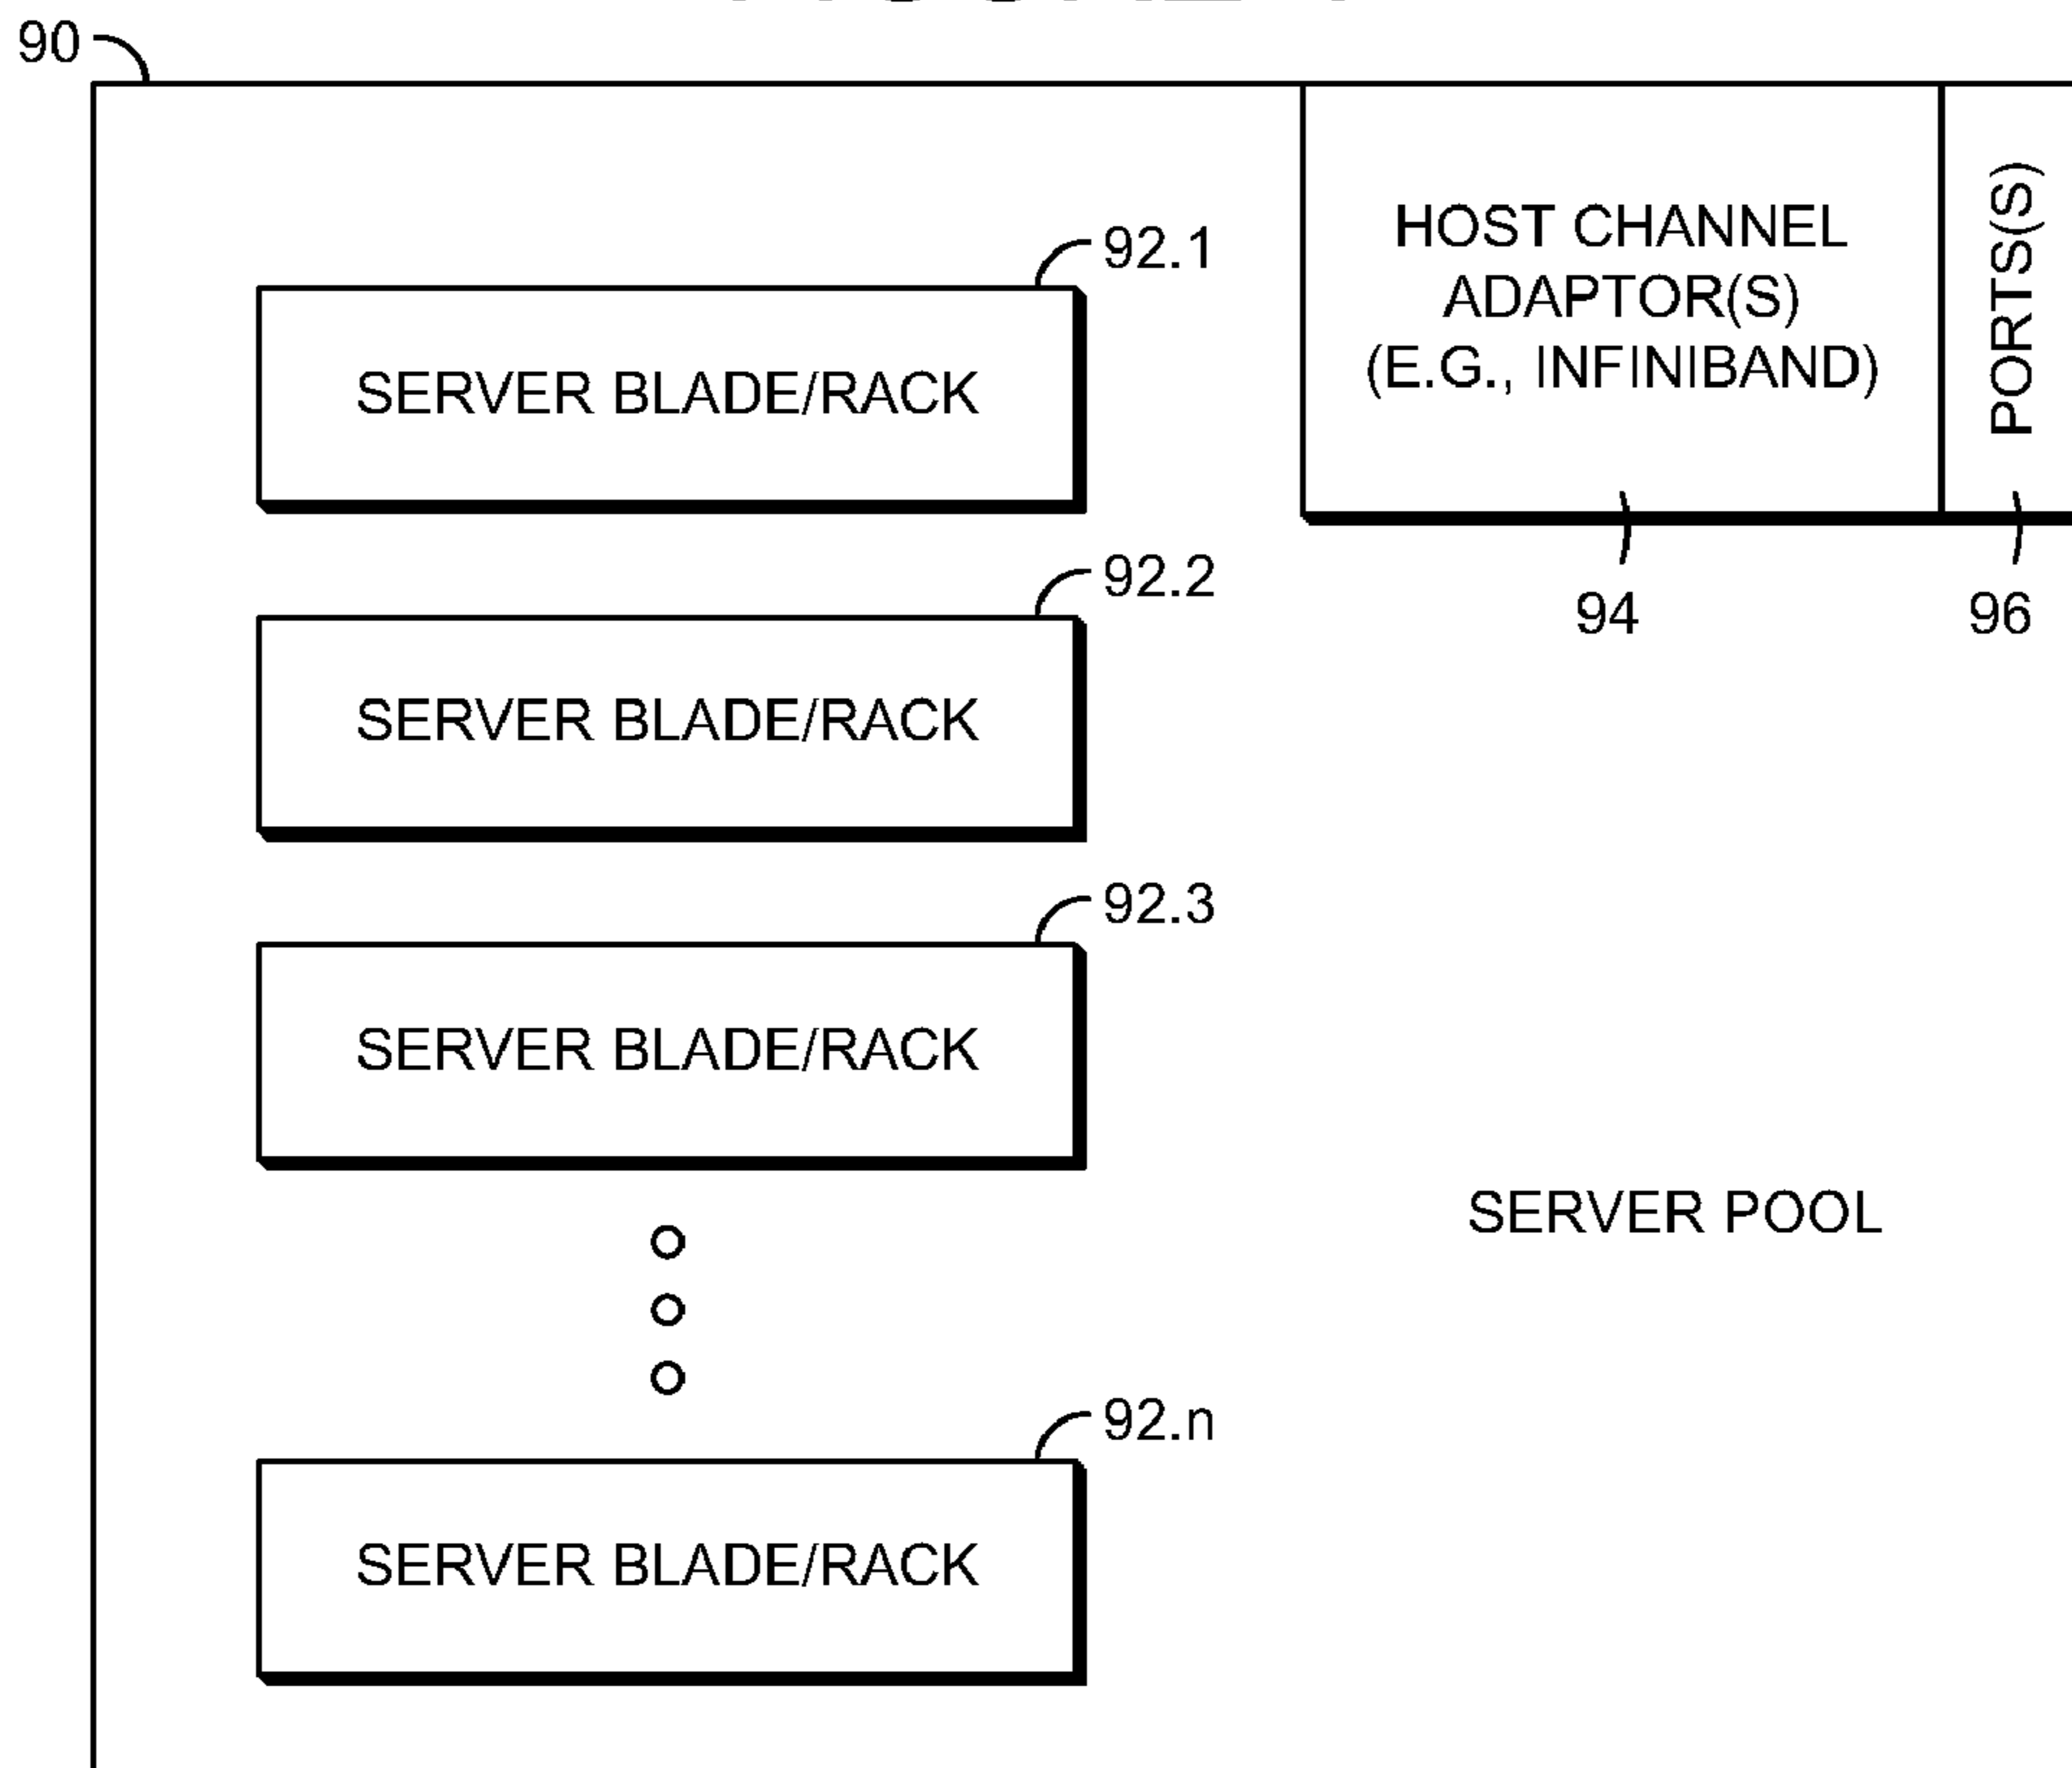 90
92.1
SERVER BLADE/RACK
92.2
SERVER BLADE/RACK
92.3
SERVER BLADE/RACK
92.n
SERVER BLADE/RACK
HOST CHANNEL
ADAPTOR(S)
(E.G., INFINIBAND)
PORTS(S)
94
96
SERVER POOL